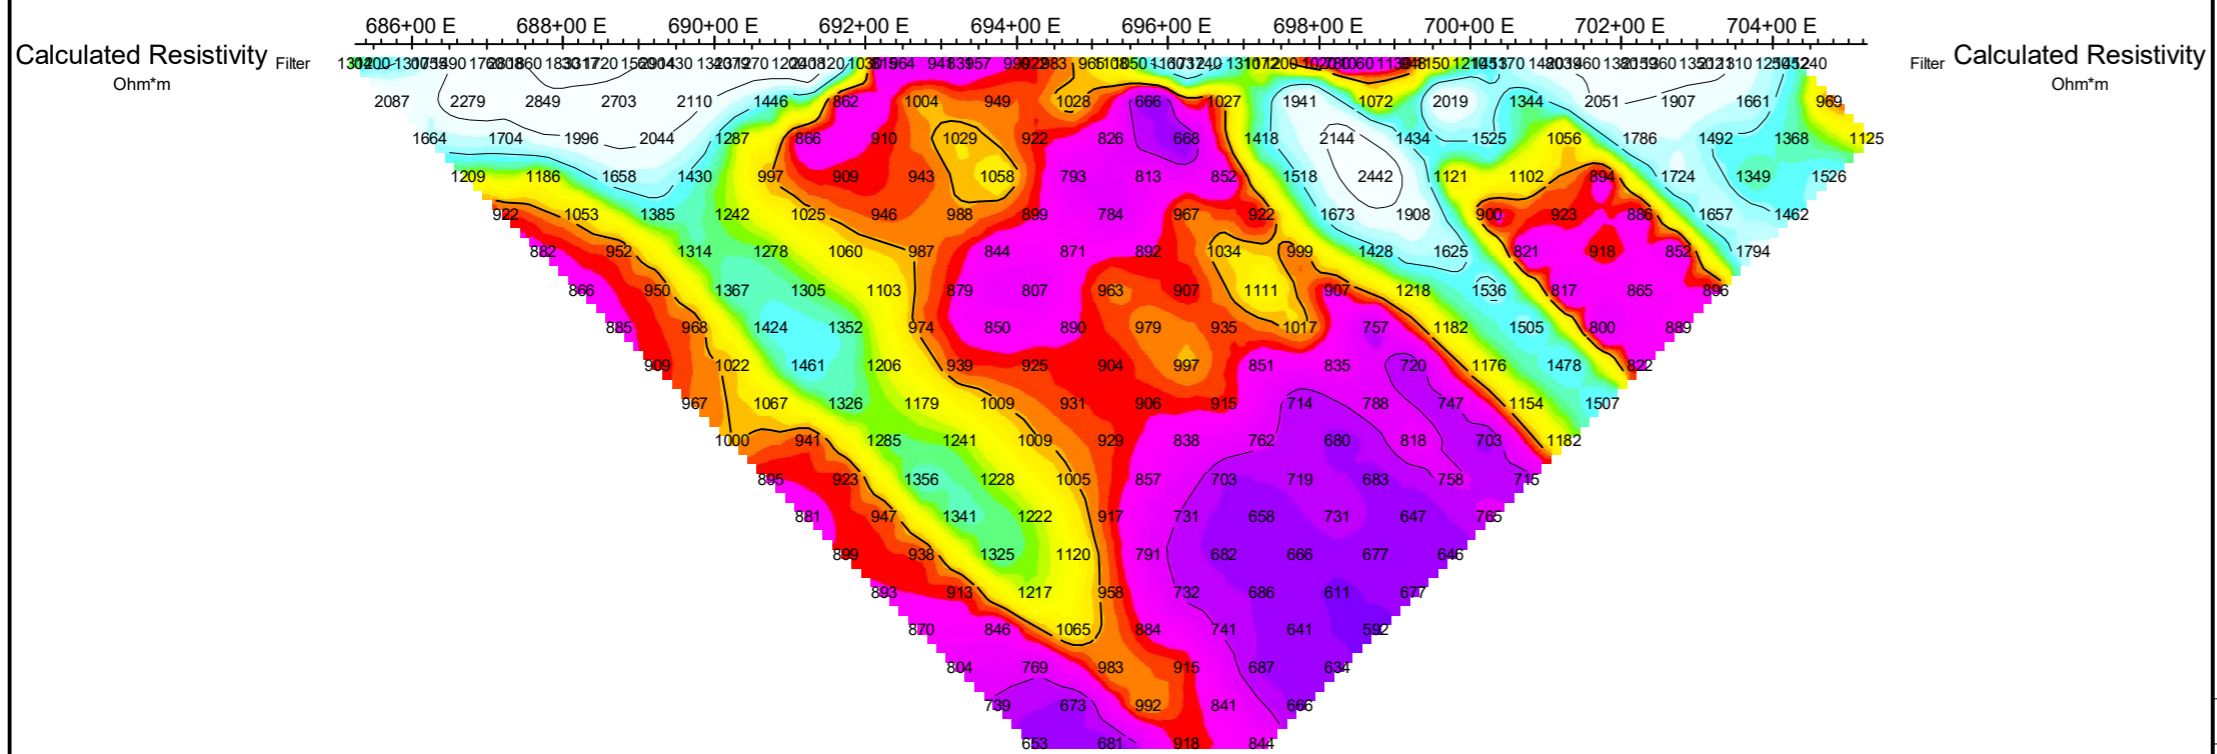 686+00 E 688+00 E 690+00 E 692+00 E 694+00 E 696+00 E 698+00 E 700+00 E 702+00 E 704+00 E
Calculated Resistivity Filter Filter Calculated Resistivity
Ohm*m Ohm*m
2087 2279 2849 2703 2110 1446 862 1004 949 1028 666 1027 1941 1072 2019 1344 2051 1907 1661 969
1664 1704 1996 2044 1287 866 910 1029 922 826 668 1418 2144 1434 1525 1056 1786 1492 1368 1125
1209 1186 1658 1430 997 909 943 1058 793 813 852 1518 2442 1121 1102 894 1724 1349 1526
922 1053 1385 1242 1025 946 988 899 784 967 922 1673 1908 900 923 886 1657 1462
882 952 1314 1278 1060 987 844 871 892 1034 999 1428 1625 821 918 852 1794
866 950 1367 1305 1103 879 807 963 907 1111 907 1218 1536 817 865 896
885 968 1424 1352 974 850 890 979 935 1017 757 1182 1505 800 889
909 1022 1461 1206 939 925 904 997 851 835 720 1176 1478 822
967 1067 1326 1179 1009 931 906 915 714 788 747 1154 1507
1000 941 1285 1241 1009 929 838 762 680 818 703 1182
895 923 1356 1228 1005 857 703 719 683 758 715
881 947 1341 1222 917 731 658 731 647 765
899 938 1325 1120 791 682 666 677 646
893 913 1217 958 732 686 611 677
870 846 1065 884 741 641 592
804 769 983 915 687 634
739 673 992 841 666
653 681 918 844